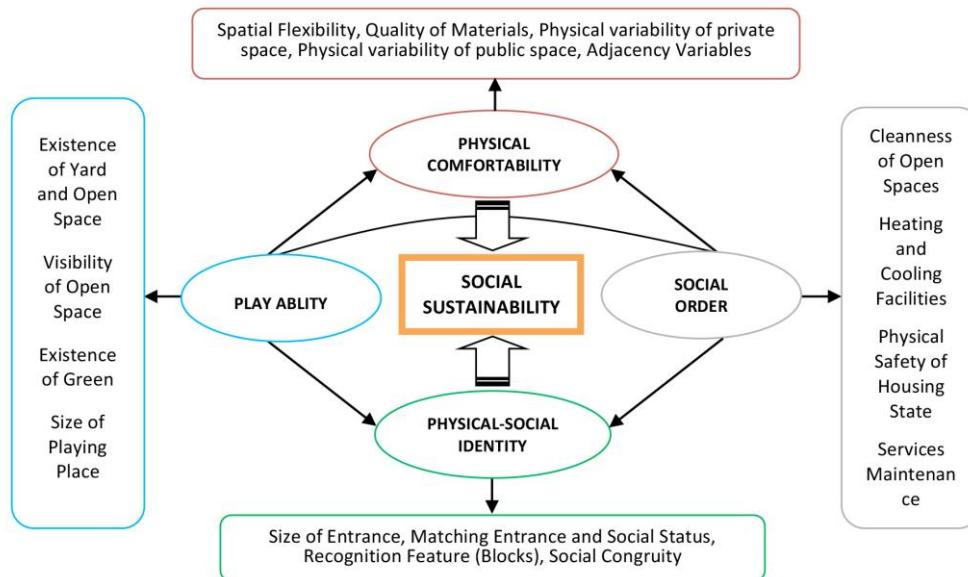 Spatial Flexibility, Quality of Materials, Physical variability of private
space, Physical variability of public space, Adjacency Variables
PHYSICAL
COMFORTABILITY
Existence
of Yard
and Open
Space
Visibility
of Open
Space
Existence
of Green
Size of
Playing
Place
PLAY ABLITY
SOCIAL
SUSTAINABILITY
SOCIAL
ORDER
Cleanness
of Open
Spaces
Heating
and
Cooling
Facilities
Physical
Safety of
Housing
State
Services
Maintenan
ce
PHYSICAL-SOCIAL
IDENTITY
Size of Entrance, Matching Entrance and Social Status,
Recognition Feature (Blocks), Social Congruity